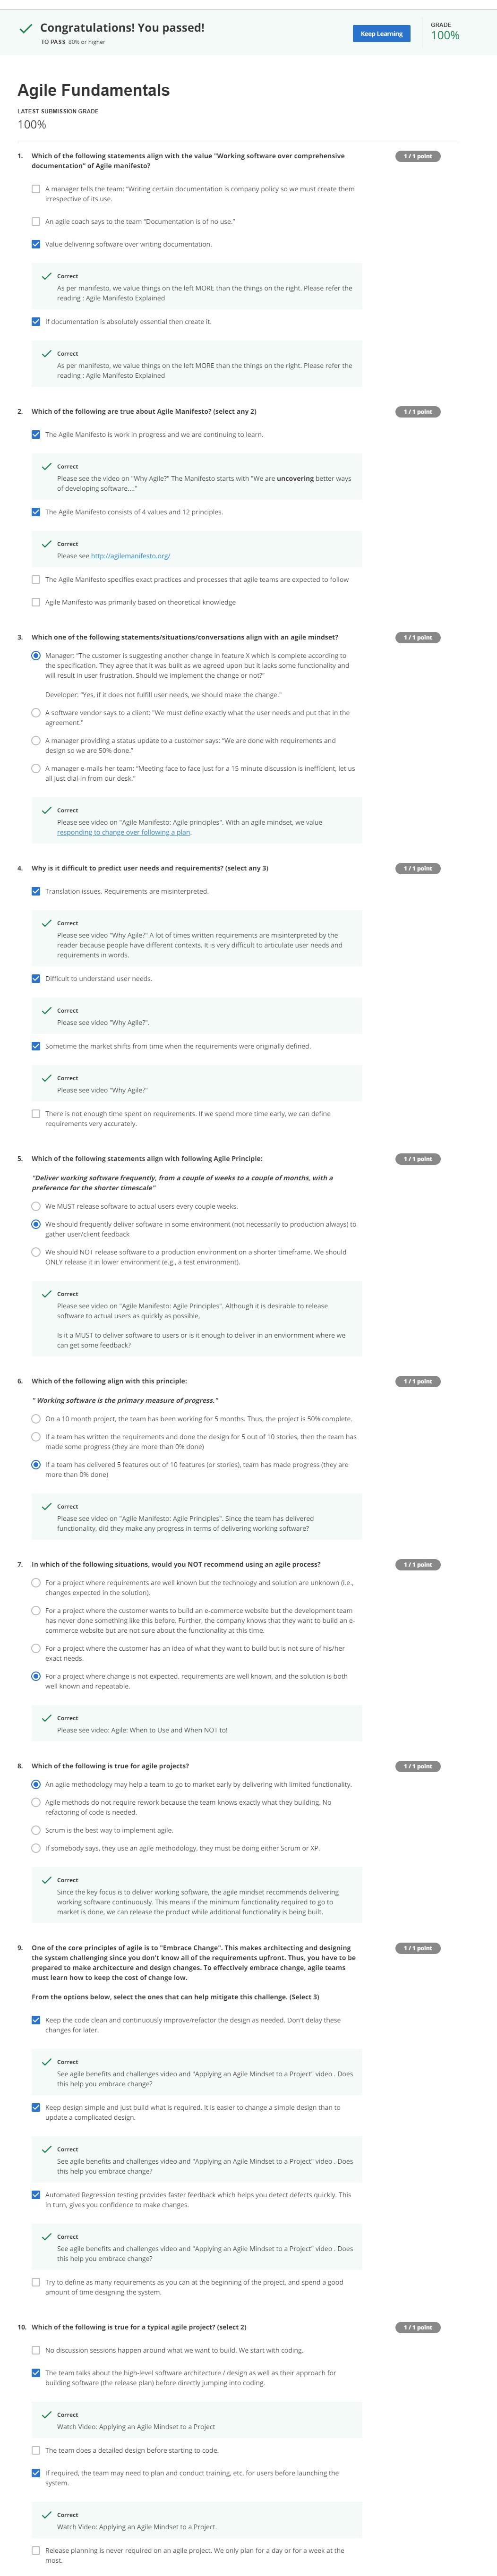 Congratulations! You passed!
TO PASS 80% or higher
Keep Learning
GRADE
100%
Agile Fundamentals
LATEST SUBMISSION GRADE
100%
1. Which of the following statements align with the value "Working software over comprehensive
documentation" of Agile manifesto?
1 / 1 point
A manager tells the team: "Writing certain documentation is company policy so we must create them
irrespective of its use.
An agile coach says to the team "Documentation is of no use."
Value delivering software over writing documentation.
Correct
As per manifesto, we value things on the left MORE than the things on the right. Please refer the
reading : Agile Manifesto Explained
If documentation is absolutely essential then create it.
Correct
As per manifesto, we value things on the left MORE than the things on the right. Please refer the
reading : Agile Manifesto Explained
2. Which of the following are true about Agile Manifesto? (select any 2)
1 / 1 point
The Agile Manifesto is work in progress and we are continuing to learn.
Correct
Please see the video on "Why Agile?" The Manifesto starts with "We are uncovering better ways
of developing software...."
The Agile Manifesto consists of 4 values and 12 principles.
Correct
Please see http://agilemanifesto.org/
The Agile Manifesto specifies exact practices and processes that agile teams are expected to follow
Agile Manifesto was primarily based on theoretical knowledge
3. Which one of the following statements/situations/conversations align with an agile mindset?
1 / 1 point
Manager: "The customer is suggesting another change in feature X which is complete according to
the specification. They agree that it was built as we agreed upon but it lacks some functionality and
will result in user frustration. Should we implement the change or not?"
Developer: "Yes, if it does not fulfill user needs, we should make the change."
A software vendor says to a client: "We must define exactly what the user needs and put that in the
agreement."
A manager providing a status update to a customer says: "We are done with requirements and
design so we are 50% done."
A manager e-mails her team: "Meeting face to face just for a 15 minute discussion is inefficient, let us
all just dial-in from our desk."
Correct
Please see video on "Agile Manifesto: Agile principles". With an agile mindset, we value
responding to change over following a plan.
4. Why is it difficult to predict user needs and requirements? (select any 3)
1 / 1 point
Translation issues. Requirements are misinterpreted.
Correct
Please see video "Why Agile?" A lot of times written requirements are misinterpreted by the
reader because people have different contexts. It is very difficult to articulate user needs and
requirements in words.
Difficult to understand user needs.
Correct
Please see video "Why Agile?".
Sometime the market shifts from time when the requirements were originally defined.
Correct
Please see video "Why Agile?"
There is not enough time spent on requirements. If we spend more time early, we can define
requirements very accurately.
5. Which of the following statements align with following Agile Principle:
1 / 1 point
"Deliver working software frequently, from a couple of weeks to a couple of months, with a
preference for the shorter timescale"
We MUST release software to actual users every couple weeks.
We should frequently deliver software in some environment (not necessarily to production always) to
gather user/client feedback
We should NOT release software to a production environment on a shorter timeframe. We should
ONLY release it in lower environment (e.g., a test environment).
Correct
Please see video on "Agile Manifesto: Agile Principles". Although it is desirable to release
software to actual users as quickly as possible,
Is it a MUST to deliver software to users or is it enough to deliver in an enviornment where we
can get some feedback?
6. Which of the following align with this principle:
1 / 1 point
" Working software is the primary measure of progress."
On a 10 month project, the team has been working for 5 months. Thus, the project is 50% complete.
If a team has written the requirements and done the design for 5 out of 10 stories, then the team has
made some progress (they are more than 0% done)
If a team has delivered 5 features out of 10 features (or stories), team has made progress (they are
more than 0% done)
Correct
Please see video on "Agile Manifesto: Agile Principles". Since the team has delivered
functionality, did they make any progress in terms of delivering working software?
7. In which of the following situations, would you NOT recommend using an agile process?
1 / 1 point
For a project where requirements are well known but the technology and solution are unknown (i.e.,
changes expected in the solution).
For a project where the customer wants to build an e-commerce website but the development team
has never done something like this before. Further, the company knows that they want to build an e-
commerce website but are not sure about the functionality at this time.
For a project where the customer has an idea of what they want to build but is not sure of his/her
exact needs.
For a project where change is not expected. requirements are well known, and the solution is both
well known and repeatable.
Correct
Please see video: Agile: When to Use and When NOT to!
8. Which of the following is true for agile projects?
1 / 1 point
An agile methodology may help a team to go to market early by delivering with limited functionality.
Agile methods do not require rework because the team knows exactly what they building. No
refactoring of code is needed.
Scrum is the best way to implement agile.
If somebody says, they use an agile methodology, they must be doing either Scrum or XP.
Correct
Since the key focus is to deliver working software, the agile mindset recommends delivering
working software continuously. This means if the minimum functionality required to go to
market is done, we can release the product while additional functionality is being built.
9. One of the core principles of agile is to "Embrace Change". This makes architecting and designing
the system challenging since you don't know all of the requirements upfront. Thus, you have to be
prepared to make architecture and design changes. To effectively embrace change, agile teams
must learn how to keep the cost of change low.
1 / 1 point
From the options below, select the ones that can help mitigate this challenge. (Select 3)
Keep the code clean and continuously improve/refactor the design as needed. Don't delay these
changes for later.
Correct
See agile benefits and challenges video and "Applying an Agile Mindset to a Project" video . Does
this help you embrace change?
Keep design simple and just build what is required. It is easier to change a simple design than to
update a complicated design.
Correct
See agile benefits and challenges video and "Applying an Agile Mindset to a Project" video . Does
this help you embrace change?
Automated Regression testing provides faster feedback which helps you detect defects quickly. This
in turn, gives you confidence to make changes.
Correct
See agile benefits and challenges video and "Applying an Agile Mindset to a Project" video . Does
this help you embrace change?
Try to define as many requirements as you can at the beginning of the project, and spend a good
amount of time designing the system.
10. Which of the following is true for a typical agile project? (select 2)
1 / 1 point
No discussion sessions happen around what we want to build. We start with coding.
The team talks about the high-level software architecture / design as well as their approach for
building software (the release plan) before directly jumping into coding.
Correct
Watch Video: Applying an Agile Mindset to a Project
The team does a detailed design before starting to code.
If required, the team may need to plan and conduct training, etc. for users before launching the
system.
Correct
Watch Video: Applying an Agile Mindset to a Project.
Release planning is never required on an agile project. We only plan for a day or for a week at the
most.